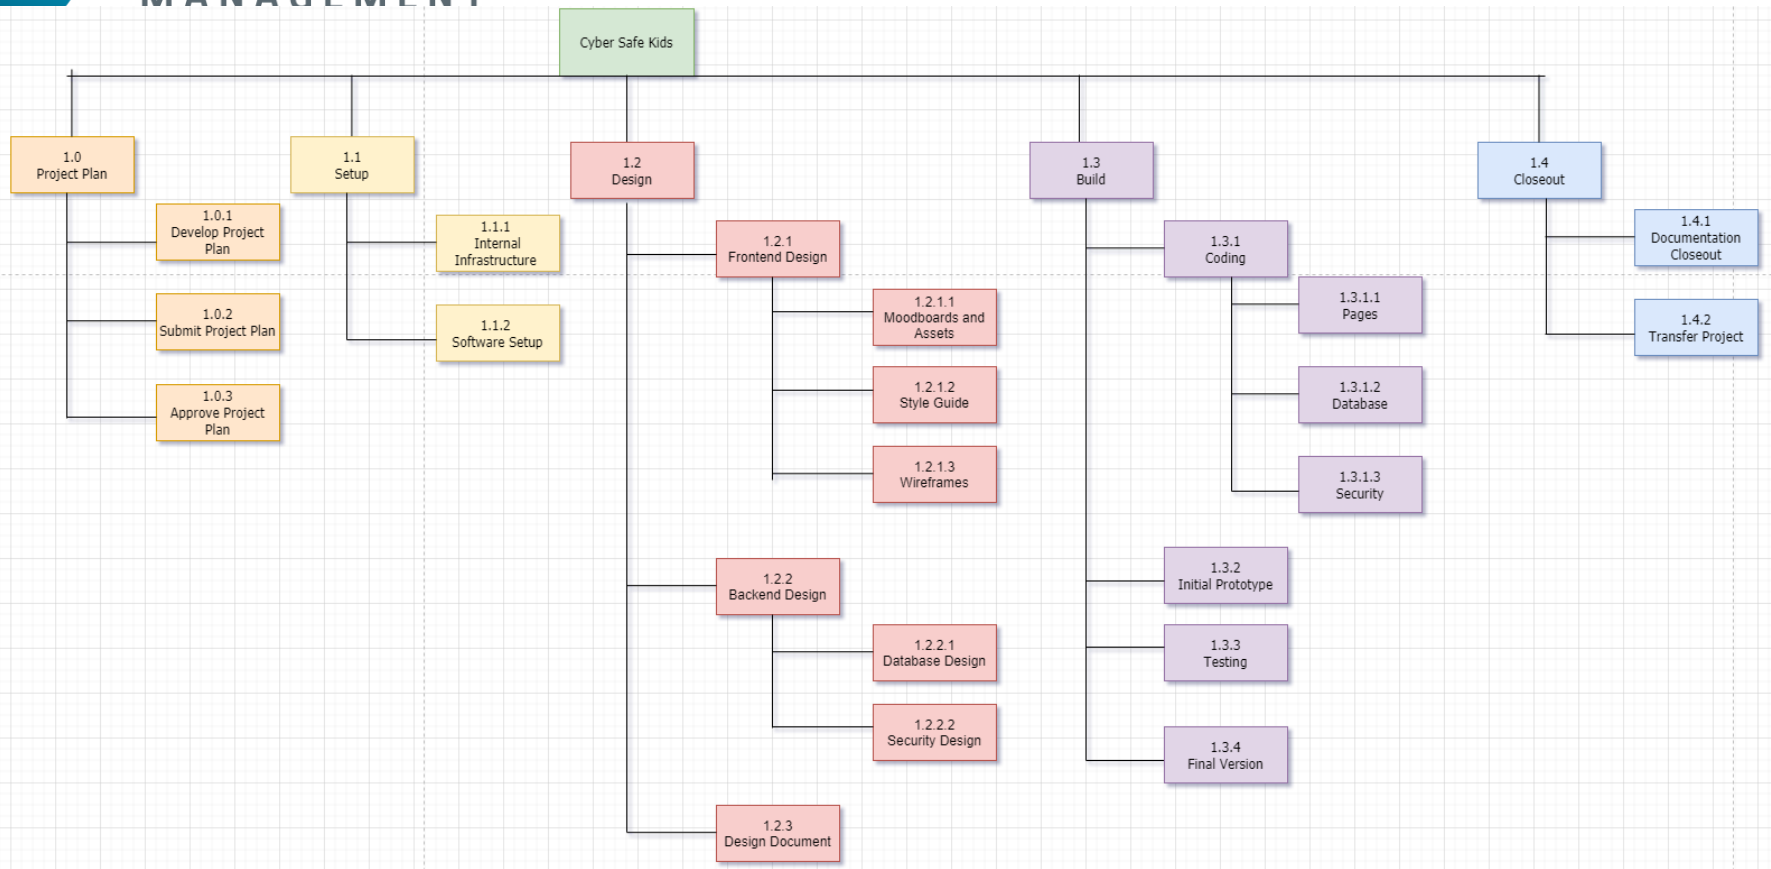 MANAGEMENT
Cyber Safe Kids
1.0
Project Plan
1.0.1
Develop Project
Plan
1.0.2
Submit Project Plan
1.0.3
Approve Project
Plan
1.1
Setup
1.1.1
Internal
Infrastructure
1.1.2
Software Setup
1.2
Design
1.2.1
Frontend Design
1.2.1.1
Moodboards and
Assets
1.2.1.2
Style Guide
1.2.1.3
Wireframes
1.2.2
Backend Design
1.2.2.1
Database Design
1.2.2.2
Security Design
1.2.3
Design Document
1.3
Build
1.3.1
Coding
1.3.1.1
Pages
1.3.1.2
Database
1.3.1.3
Security
1.3.2
Initial Prototype
1.3.3
Testing
1.3.4
Final Version
1.4
Closeout
1.4.1
Documentation
Closeout
1.4.2
Transfer Project